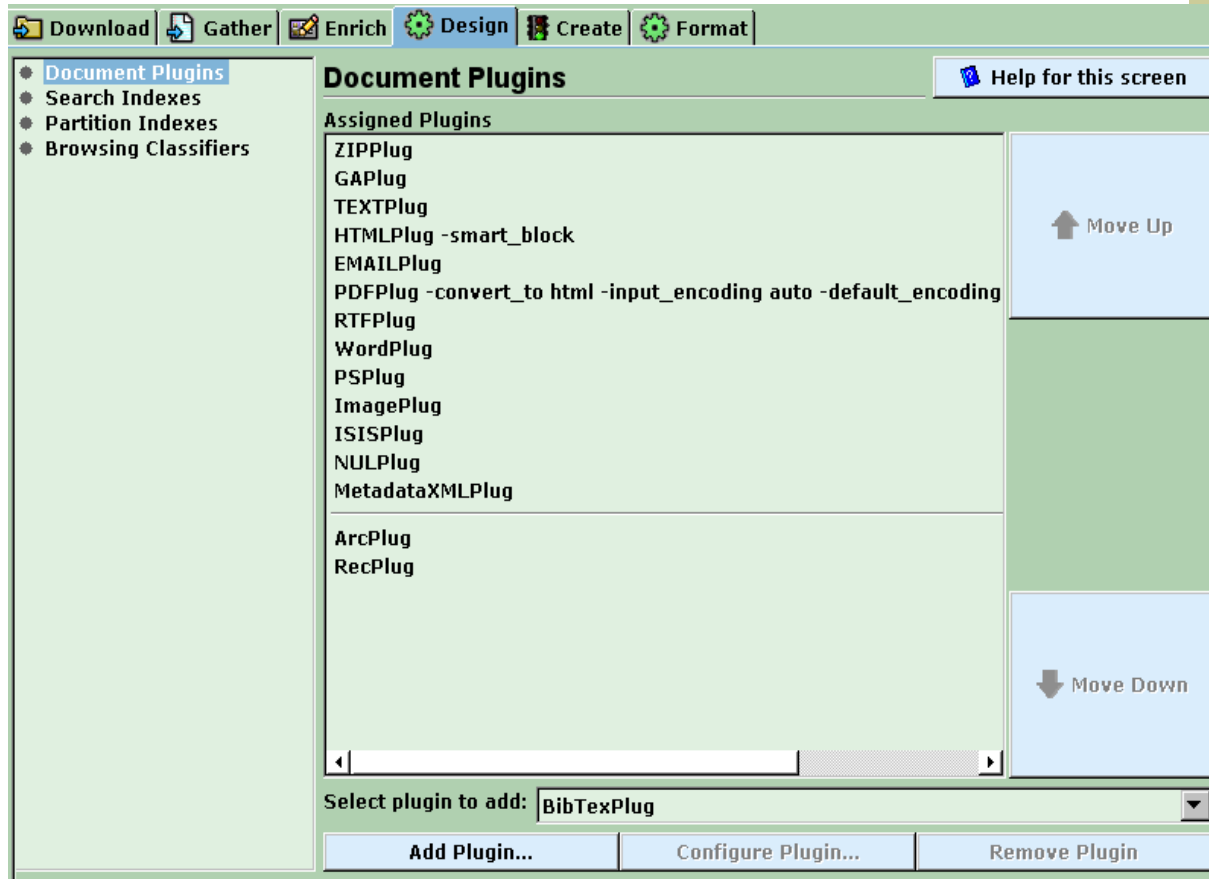 Download Gather Enrich Design Create Format
Document Plugins
Search Indexes
Partition Indexes
Browsing Classifiers
Document Plugins
Help for this screen
Assigned Plugins
ZIPPlug
GAPlug
TEXTPlug
HTMLPlug -smart_block
EMAILPlug
PDFPlug -convert_to html -input_encoding auto -default_encoding
RTFPlug
WordPlug
PSPlug
ImagePlug
ISISPlug
NULPlug
MetadataXMLPlug
ArcPlug
RecPlug
Move Up
Move Down
Select plugin to add: BibTexPlug
Add Plugin... Configure Plugin... Remove Plugin